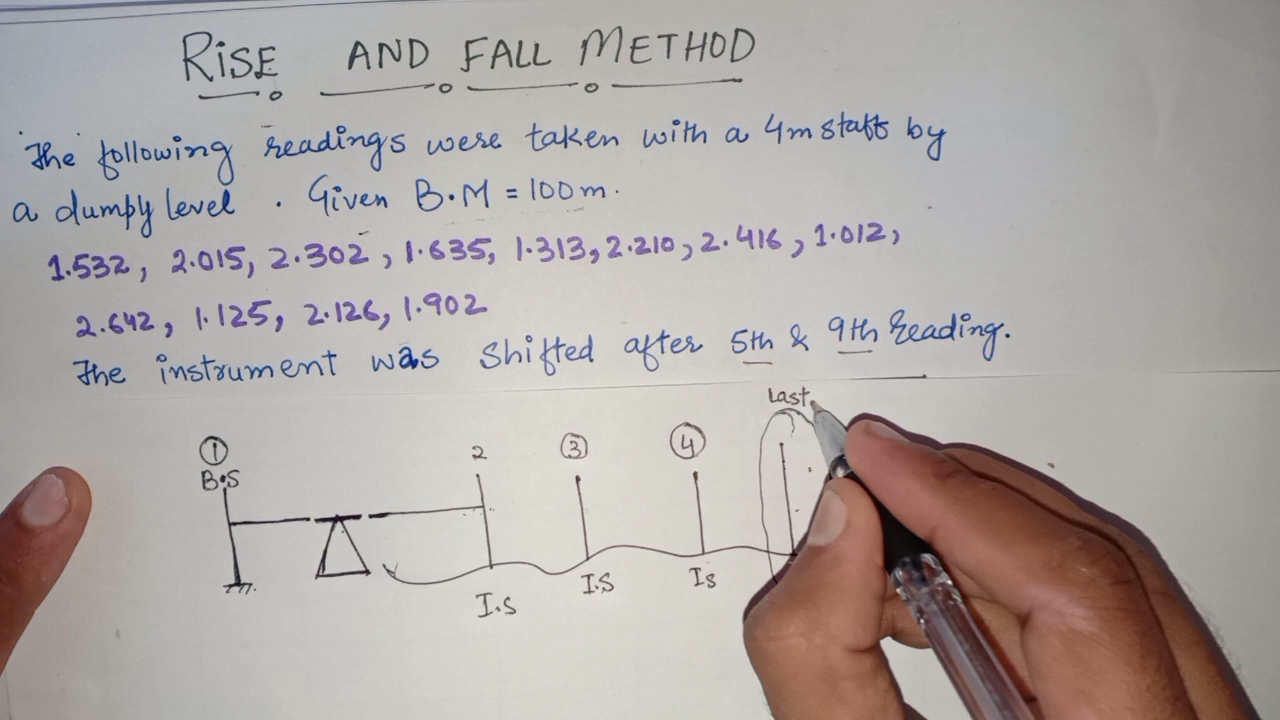 RISE AND FALL METHOD
The following readings were taken with a 4m staff by
a dumpy level. Given B.M = 100m.
1.532, 2.015, 2.302, 1.635, 1.313, 2.210, 2.416, 1.012,
2.642, 1.125, 2.126, 1.902
The instrument was shifted after 5th & 9th reading.
Last
1 2 3 4
B.S
I.S I.S Is